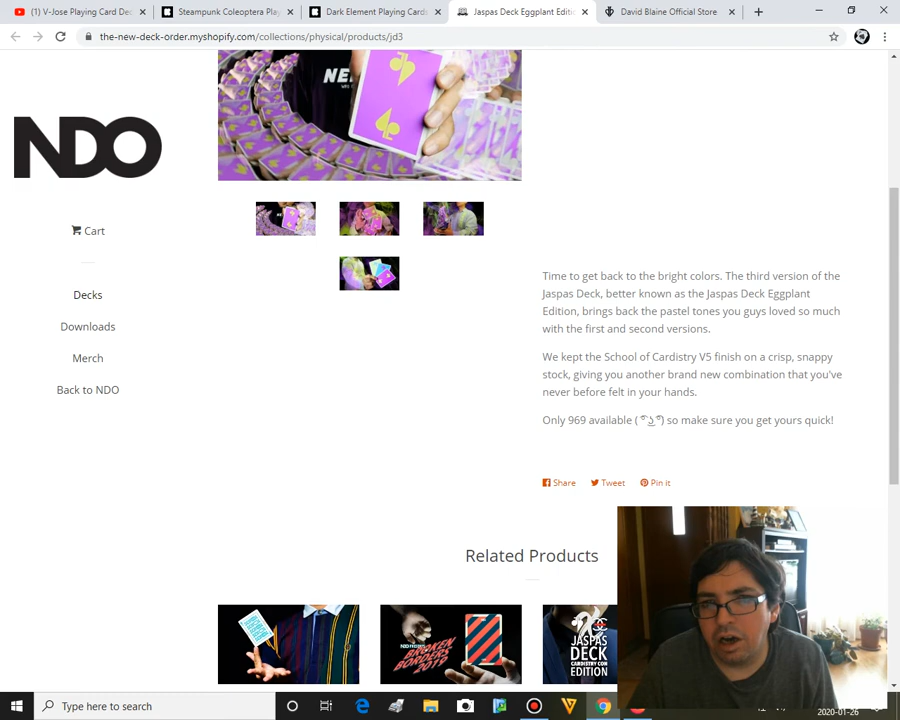 (1) V-Jose Playing Card Dec
Steampunk Coleoptera Play
Dark Element Playing Cards
Jaspas Deck Eggplant Editi
David Blaine Official Store
the-new-deck-order.myshopify.com/collections/physical/products/jd3
NDO
Cart
Decks
Downloads
Merch
Back to NDO
Time to get back to the bright colors. The third version of the
Jaspas Deck, better known as the Jaspas Deck Eggplant
Edition, brings back the pastel tones you guys loved so much
with the first and second versions.
We kept the School of Cardistry V5 finish on a crisp, snappy
stock, giving you another brand new combination that you've
never before felt in your hands.
Only 969 available ( ͡° ͜ʖ ͡°) so make sure you get yours quick!
Share
Tweet
Pin it
Related Products
BROKEN
BORDERS
2019
JASPAS
DECK
CARDISTRY CON
EDITION
Type here to search
2020-01-26